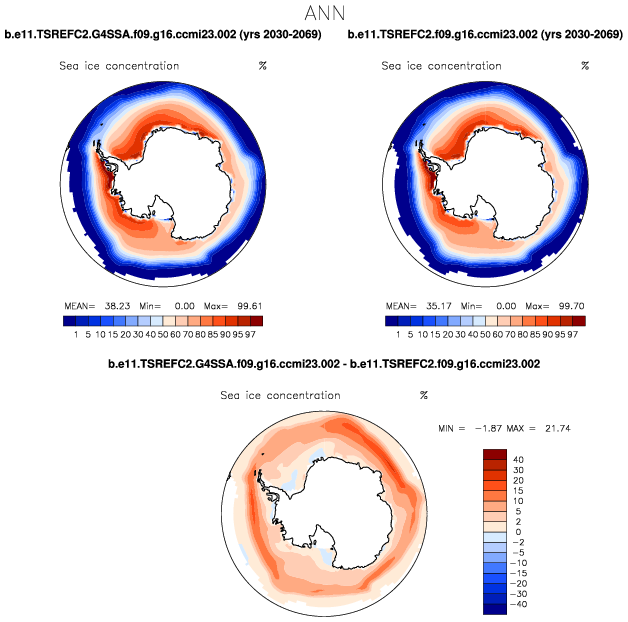 ANN
b.e11.TSREFC2.G4SSA.f09.g16.ccmi23.002 (yrs 2030-2069)
b.e11.TSREFC2.f09.g16.ccmi23.002 (yrs 2030-2069)
Sea ice concentration %
Sea ice concentration %
MEAN= 38.23 Min= 0.00 Max= 99.61
MEAN= 35.17 Min= 0.00 Max= 99.70
1 5 10 15 20 30 40 50 60 70 80 85 90 95 97
1 5 10 15 20 30 40 50 60 70 80 85 90 95 97
b.e11.TSREFC2.G4SSA.f09.g16.ccmi23.002 - b.e11.TSREFC2.f09.g16.ccmi23.002
Sea ice concentration %
MIN = -1.87 MAX = 21.74
40
30
20
15
10
5
2
0
-2
-5
-10
-15
-20
-30
-40